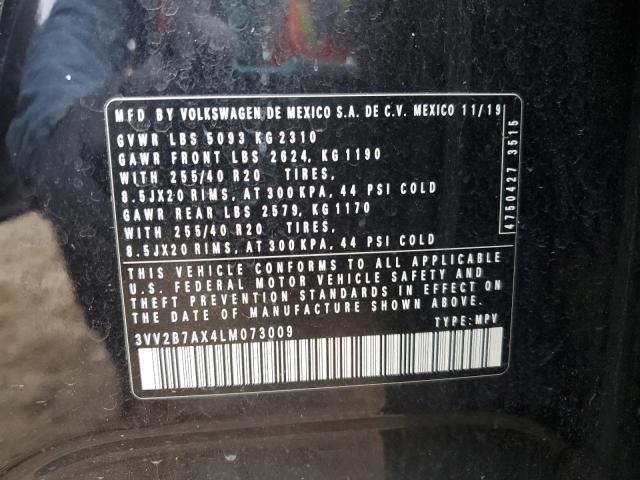 MFD BY VOLKSWAGEN DE MEXICO S.A. DE C.V. MEXICO 11/19
GVWR LBS 5093 KG 2310
GAWR FRONT LBS 2624, KG 1190
WITH 255/40 R20 TIRES,
8.5JX20 RIMS, AT 300 KPA, 44 PSI COLD
GAWR REAR LBS 2579, KG 1170
WITH 255/40 R20 TIRES,
8.5JX20 RIMS, AT 300 KPA, 44 PSI COLD
THIS VEHICLE CONFORMS TO ALL APPLICABLE
U.S. FEDERAL MOTOR VEHICLE SAFETY AND
THEFT PREVENTION STANDARDS IN EFFECT ON
THE DATE OF MANUFACTURE SHOWN ABOVE.
3VV2B7AX4LM073009 TYPE: MPV
4750427 3515